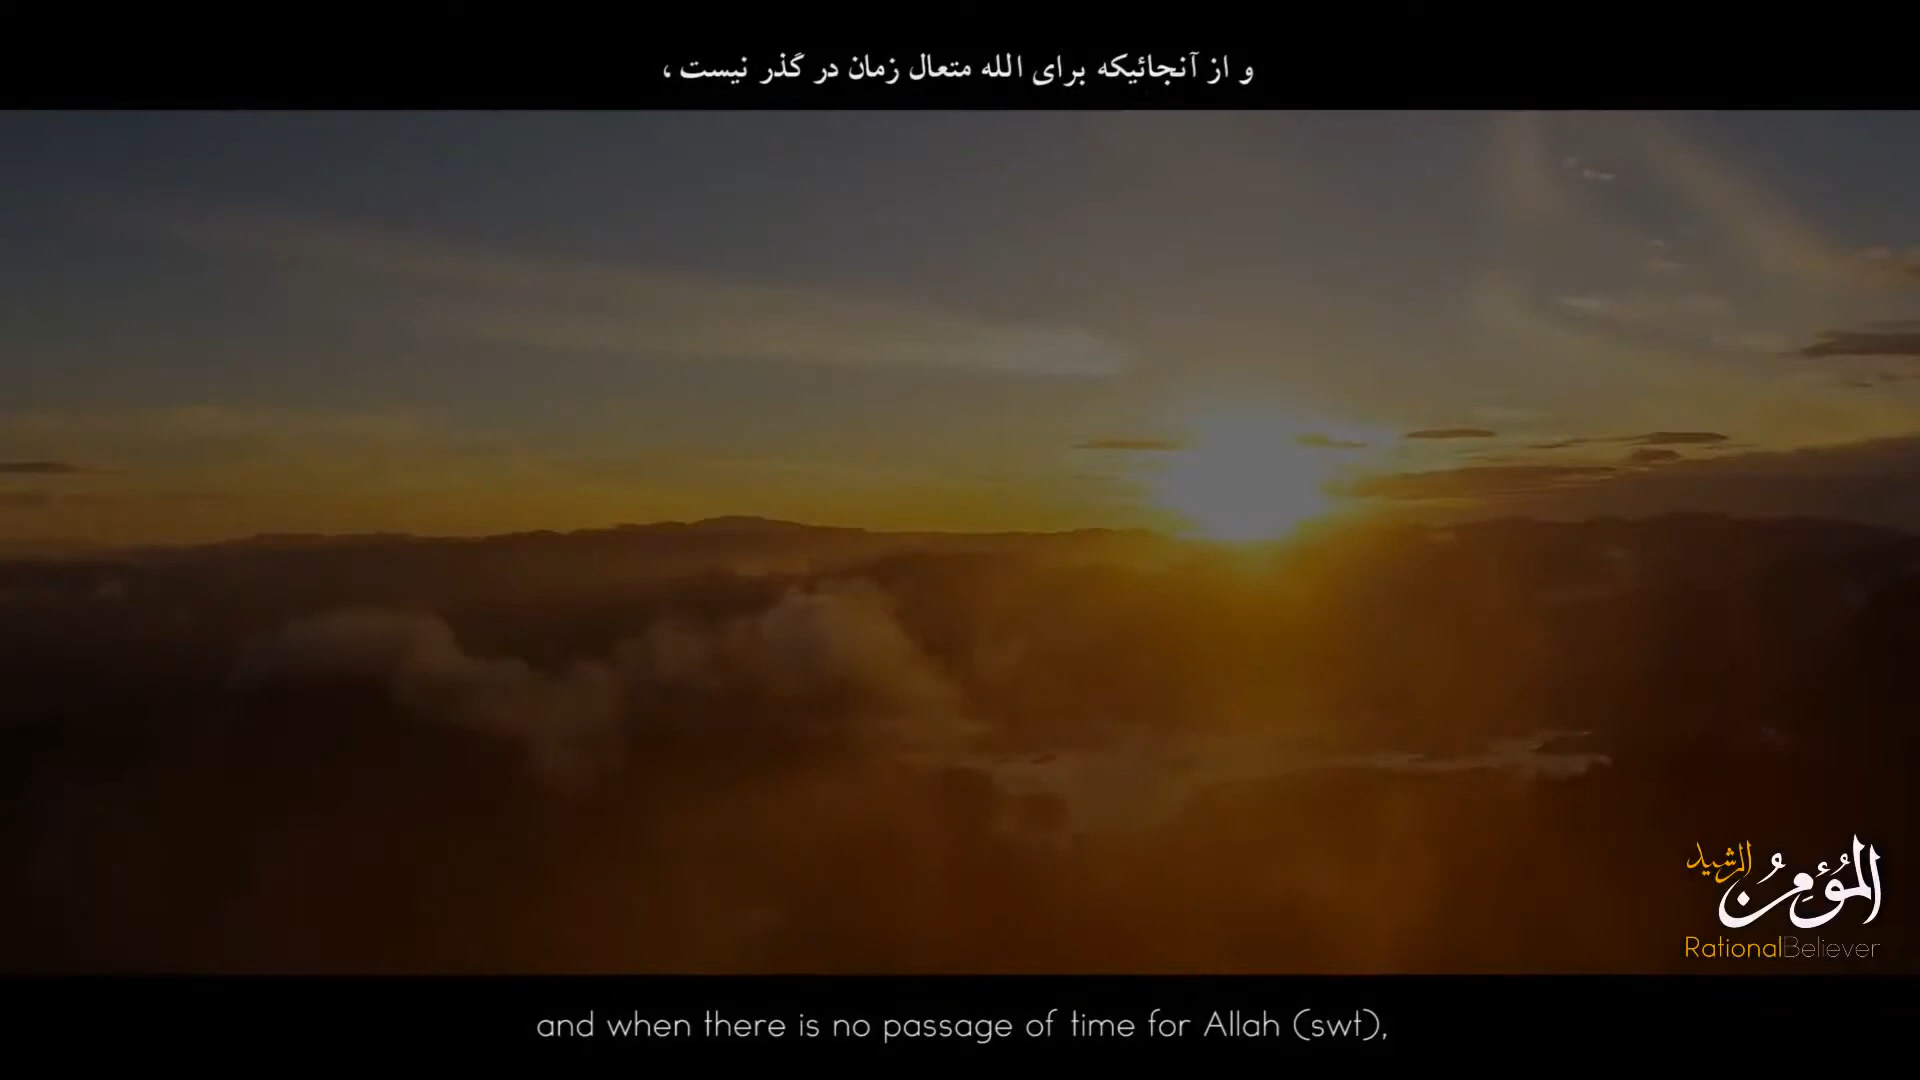 و از آنجائیکه برای الله متعال زمان در گذر نیست ،
المؤمن الرشید
RationalBeliever
and when there is no passage of time for Allah (swt),